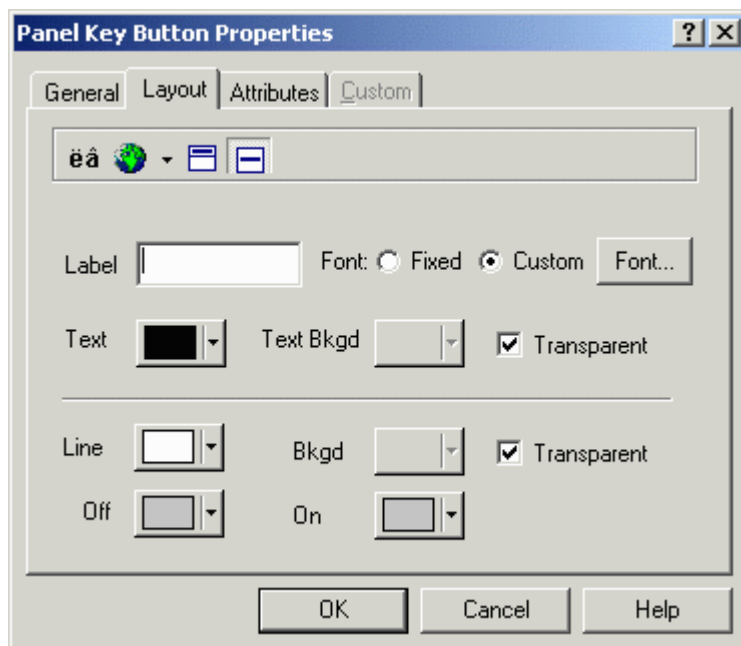 Panel Key Button Properties
General Layout Attributes Custom
ëâ
Label Font: Fixed Custom Font...
Text Text Bkgd Transparent
Line Bkgd Transparent
Off On
OK Cancel Help